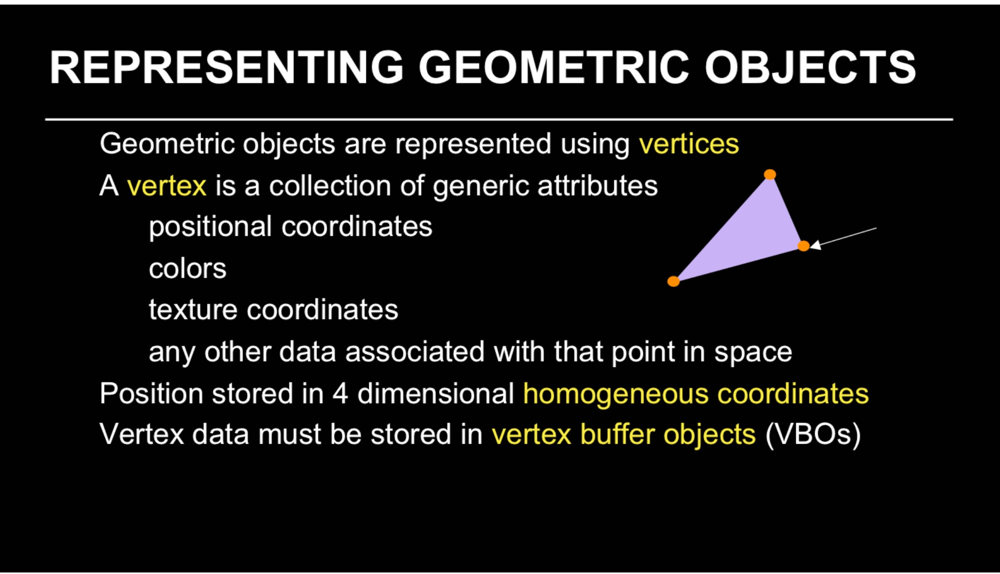 REPRESENTING GEOMETRIC OBJECTS
Geometric objects are represented using vertices
A vertex is a collection of generic attributes
positional coordinates
colors
texture coordinates
any other data associated with that point in space
Position stored in 4 dimensional homogeneous coordinates
Vertex data must be stored in vertex buffer objects (VBOs)